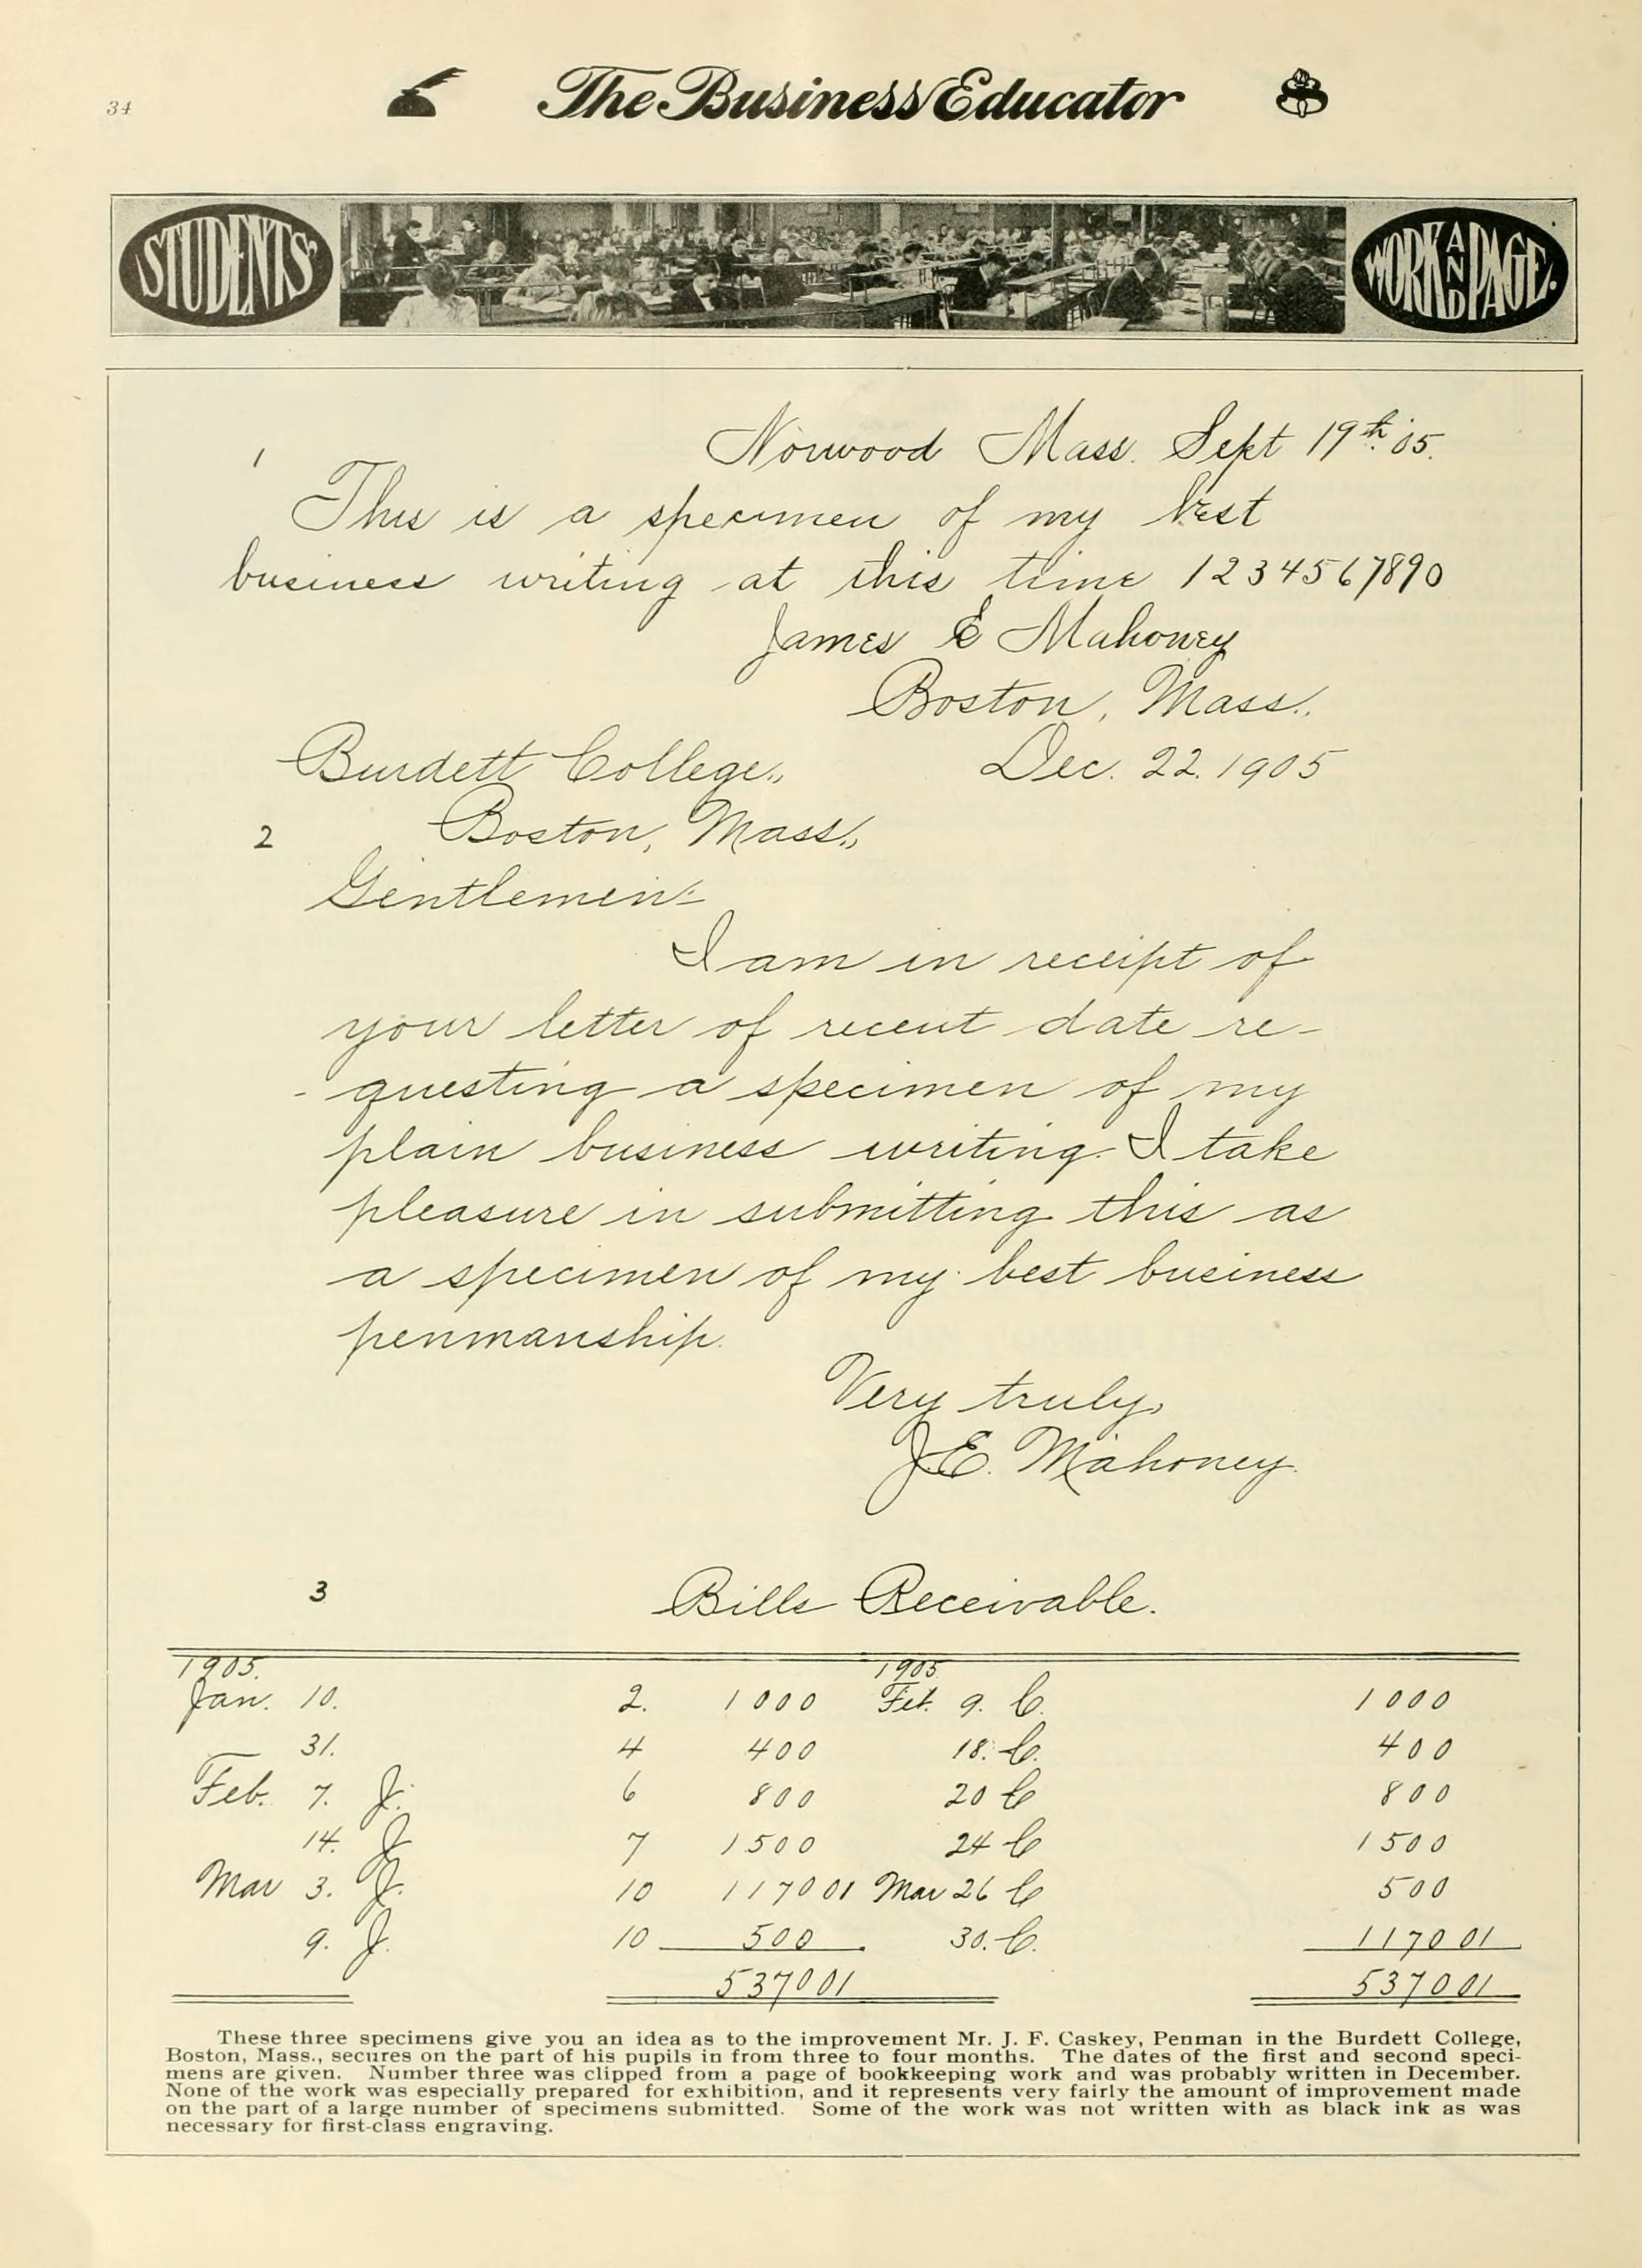 34
The Business Educator
STUDENTS'
WORK AND PAGE.
1
Norwood Mass. Sept 19th '05.
This is a specimen of my best
business writing at this time 1234567890
James E Mahoney
Boston, Mass.,
Burdett College,, Dec. 22. 1905
2 Boston, Mass.,
Gentlemen:-
I am in receipt of
your letter of recent date re-
- questing a specimen of my
plain business writing. I take
pleasure in submitting this as
a specimen of my best business
penmanship.
Very truly,
J.E. Mahoney.
3 Bills Receivable.
1905. 1905
Jan. 10. 2. 1000 Feb. 9. C. 1000
31. 4 400 18. C. 400
Feb. 7. J. 6 800 20 C 800
14. J 7 1500 24 C 1500
Mar 3. J. 10 1170 01 Mar 26 C 500
9. J. 10 500 30. C. 1170 01
5370 01 5370 01
These three specimens give you an idea as to the improvement Mr. J. F. Caskey, Penman in the Burdett College,
Boston, Mass., secures on the part of his pupils in from three to four months. The dates of the first and second speci-
mens are given. Number three was clipped from a page of bookkeeping work and was probably written in December.
None of the work was especially prepared for exhibition, and it represents very fairly the amount of improvement made
on the part of a large number of specimens submitted. Some of the work was not written with as black ink as was
necessary for first-class engraving.